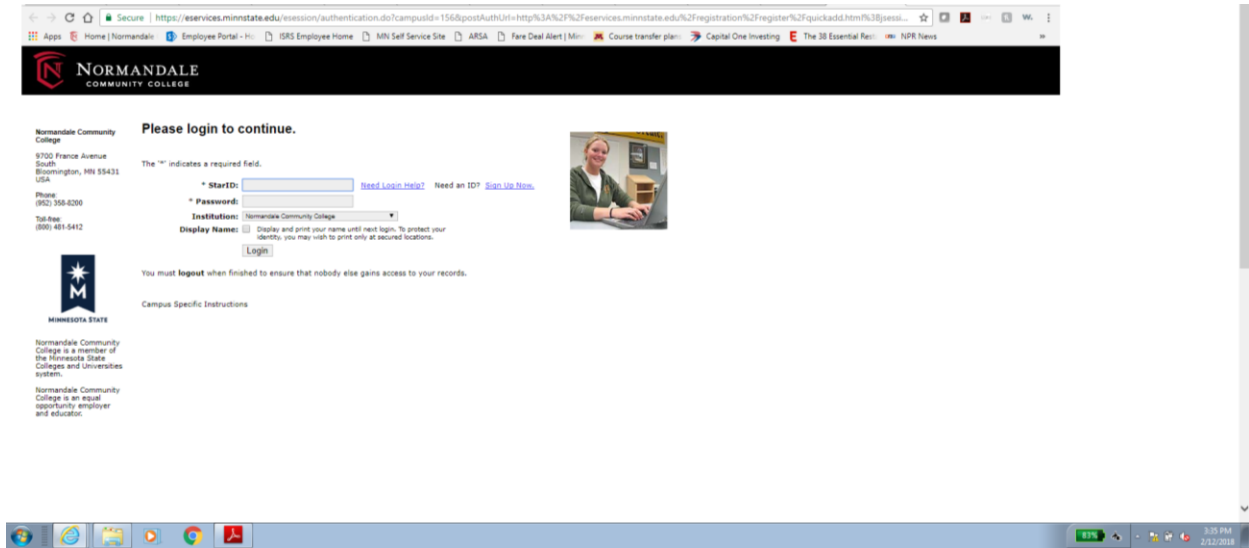 Secure | https://eservices.minnstate.edu/esession/authentication.do?campusId=156&postAuthUrl=http%3A%2F%2Feservices.minnstate.edu%2Fregistration%2Fregister%2Fquickadd.html%3Bjsessi...
Apps Home | Normandale Employee Portal - Ho ISRS Employee Home MN Self Service Site ARSA Fare Deal Alert | Minn Course transfer plan: Capital One Investing The 38 Essential Rest NPR News
NORMANDALE
COMMUNITY COLLEGE
Normandale Community
College
9700 France Avenue
South
Bloomington, MN 55431
USA
Phone:
(952) 358-8200
Toll-free:
(800) 481-5412
MINNESOTA STATE
Normandale Community
College is a member of
the Minnesota State
Colleges and Universities
system.
Normandale Community
College is an equal
opportunity employer
and educator.
Please login to continue.
The "*" indicates a required field.
* StarID: Need Login Help? Need an ID? Sign Up Now.
* Password:
Institution: Normandale Community College
Display Name: Display and print your name until next login. To protect your
identity, you may wish to print only at secured locations.
Login
You must logout when finished to ensure that nobody else gains access to your records.
Campus Specific Instructions
83%
3:35 PM
2/12/2018